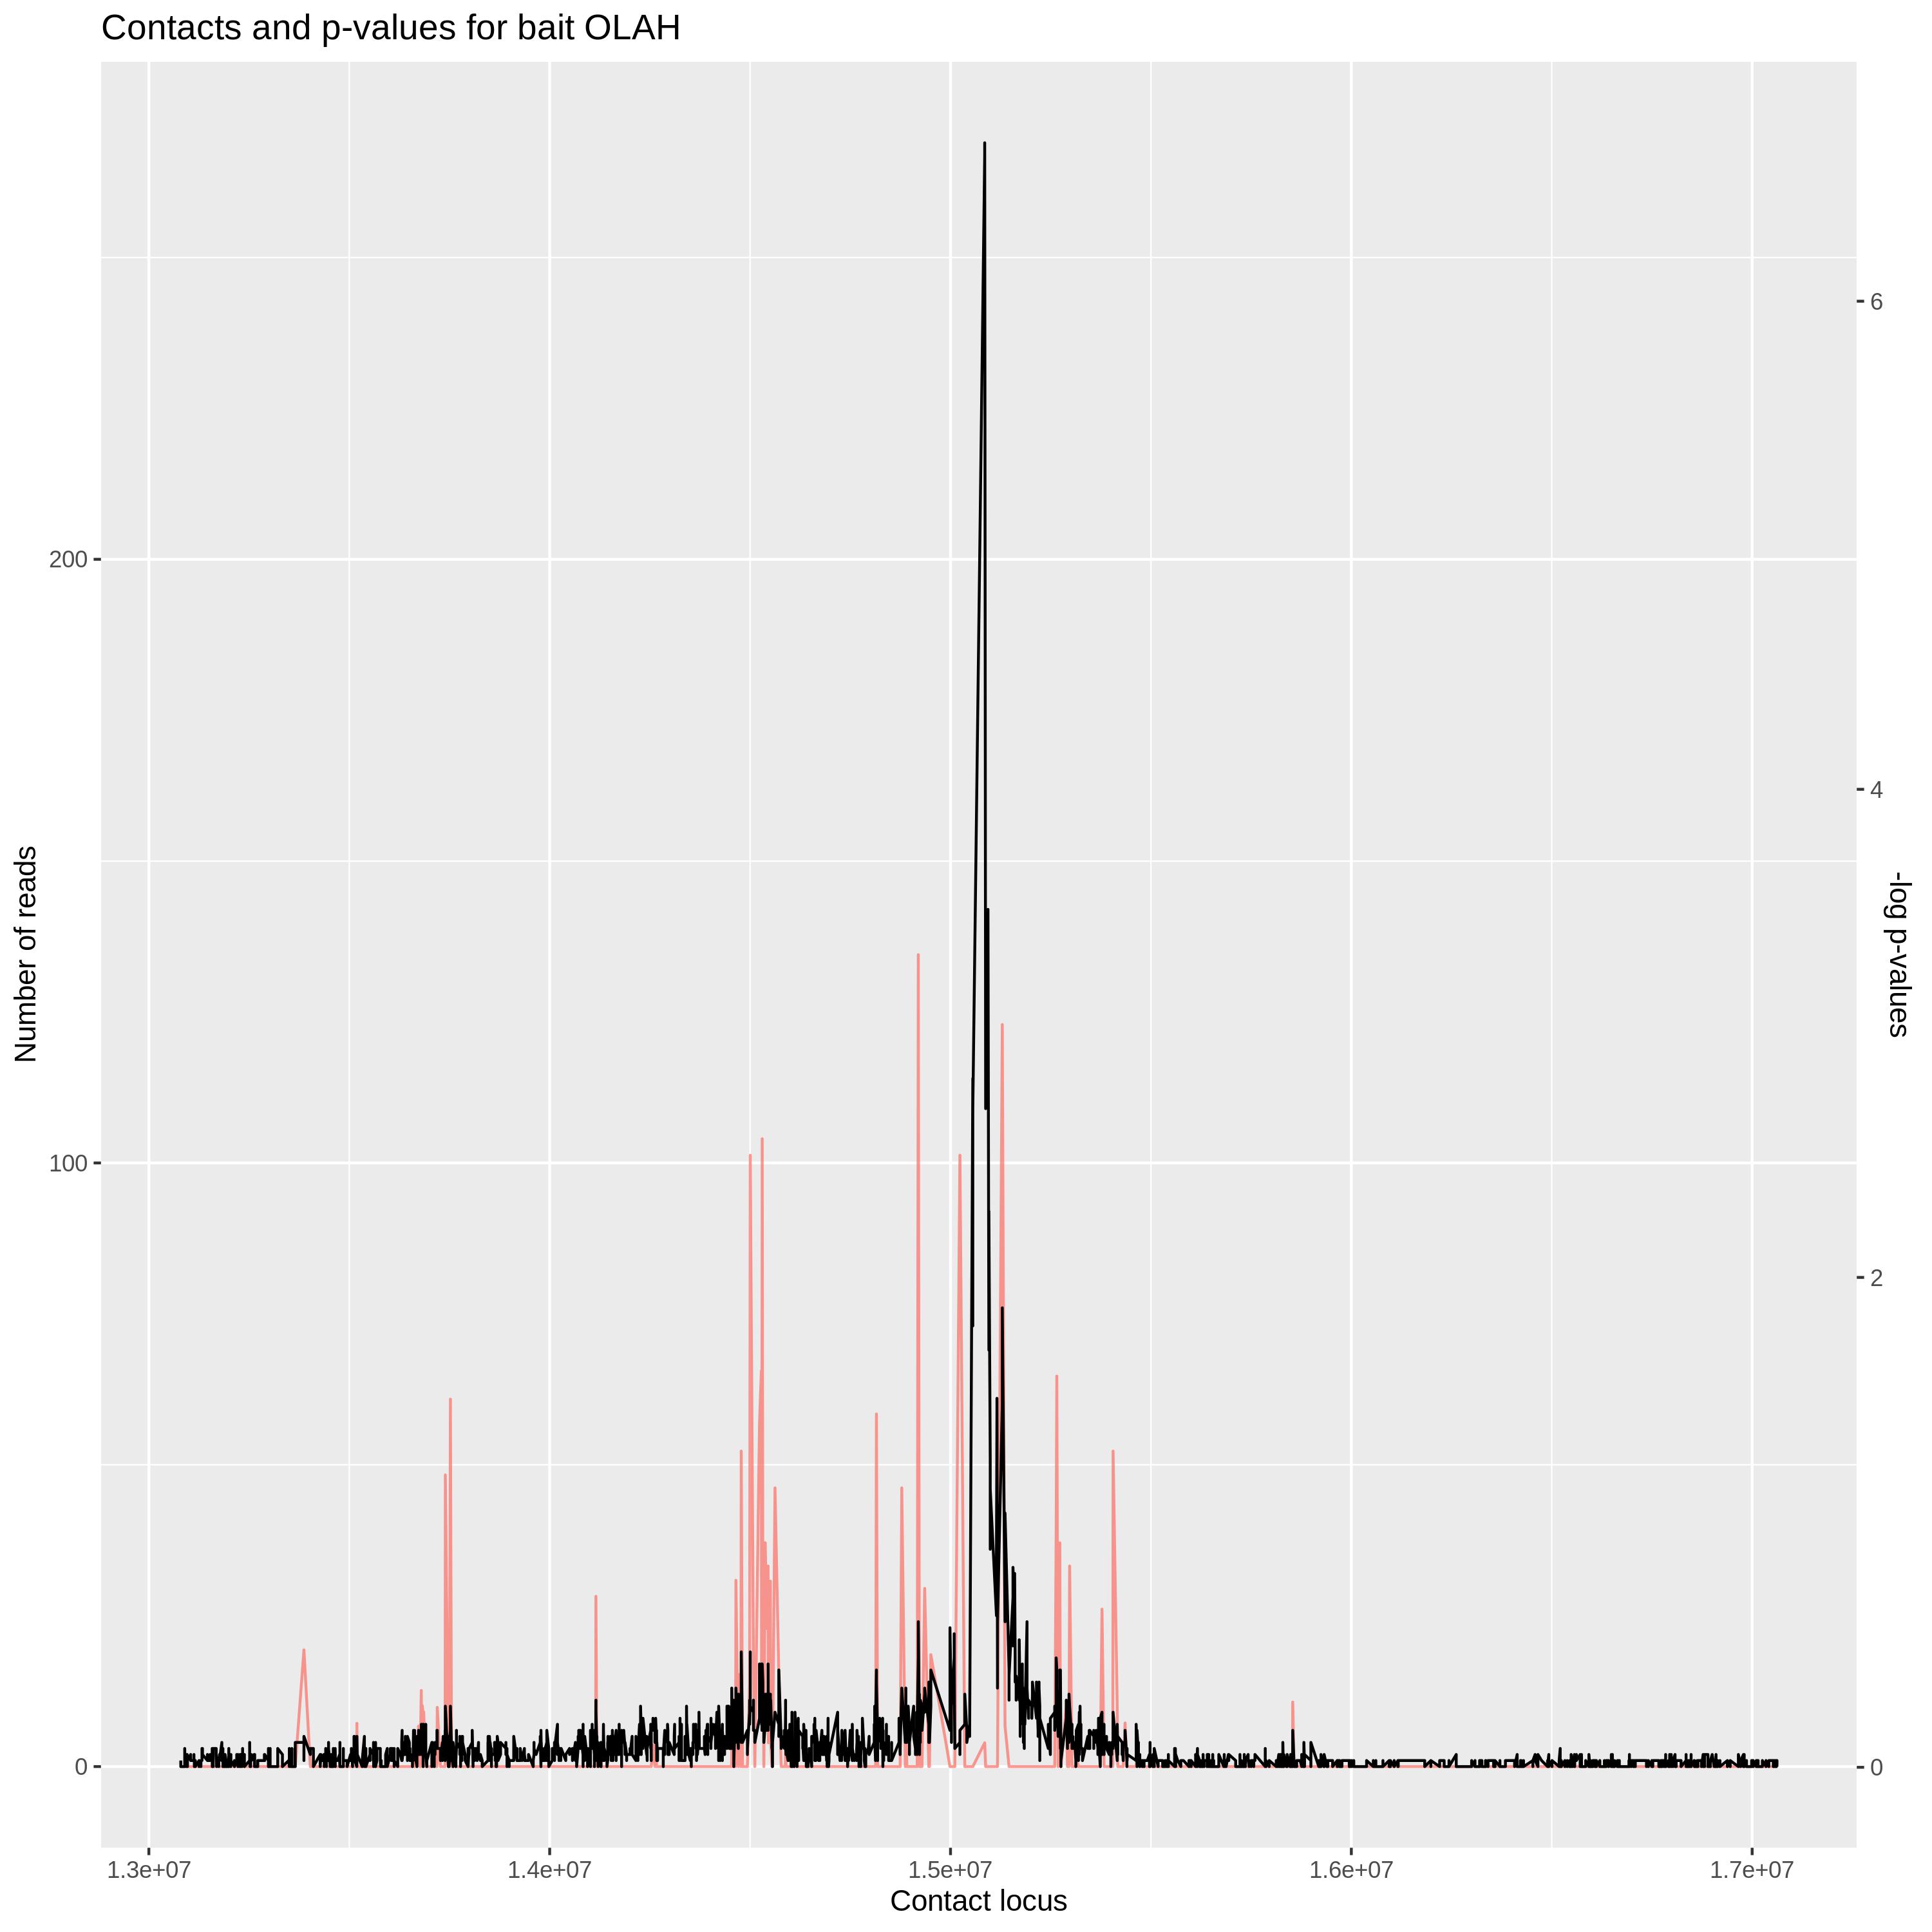 Contacts and p-values for bait OLAH
Number of reads
200
100
0
6
4
2
0
-log p-values
1.3e+07
1.4e+07
1.5e+07
1.6e+07
1.7e+07
Contact locus